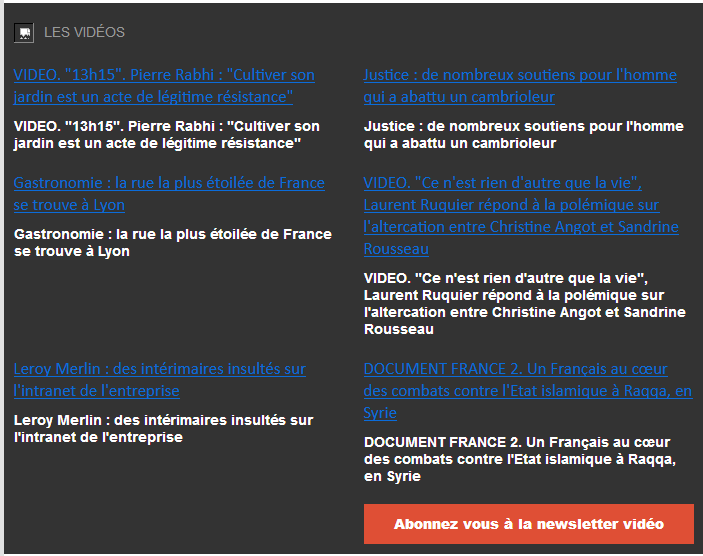 LES VIDÉOS
VIDEO. "13h15". Pierre Rabhi : "Cultiver son
jardin est un acte de légitime résistance"
VIDEO. "13h15". Pierre Rabhi : "Cultiver son
jardin est un acte de légitime résistance"
Justice : de nombreux soutiens pour l'homme
qui a abattu un cambrioleur
Justice : de nombreux soutiens pour l'homme
qui a abattu un cambrioleur
Gastronomie : la rue la plus étoilée de France
se trouve à Lyon
Gastronomie : la rue la plus étoilée de France
se trouve à Lyon
VIDEO. "Ce n'est rien d'autre que la vie",
Laurent Ruquier répond à la polémique sur
l'altercation entre Christine Angot et Sandrine
Rousseau
VIDEO. "Ce n'est rien d'autre que la vie",
Laurent Ruquier répond à la polémique sur
l'altercation entre Christine Angot et Sandrine
Rousseau
Leroy Merlin : des intérimaires insultés sur
l'intranet de l'entreprise
Leroy Merlin : des intérimaires insultés sur
l'intranet de l'entreprise
DOCUMENT FRANCE 2. Un Français au cœur
des combats contre l'Etat islamique à Raqqa, en
Syrie
DOCUMENT FRANCE 2. Un Français au cœur
des combats contre l'Etat islamique à Raqqa,
en Syrie
Abonnez vous à la newsletter vidéo